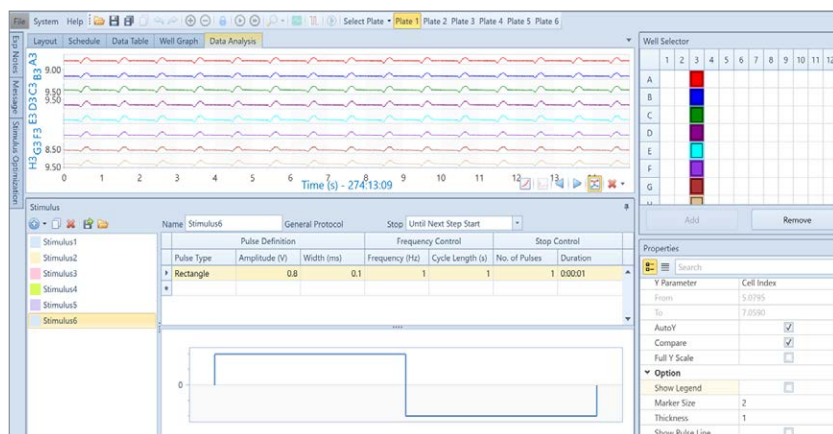 File System Help Select Plate Plate 1 Plate 2 Plate 3 Plate 4 Plate 5 Plate 6
Exp Notes
Message
Stimulus Optimization
Layout Schedule Data Table Well Graph Data Analysis
A3
B3
C3
D3
E3
F3
G3
H3
9.00
9.50
9.50
8.50
9.50
0 1 2 3 4 5 6 7 8 9 10 11 12 13
Time (s) - 274:13:09
Well Selector
1 2 3 4 5 6 7 8 9 10 11 12
A
B
C
D
E
F
G
H
Add Remove
Stimulus
Name Stimulus6 General Protocol Stop Until Next Step Start
Stimulus1
Stimulus2
Stimulus3
Stimulus4
Stimulus5
Stimulus6
Pulse Definition Frequency Control Stop Control
Pulse Type Amplitude (V) Width (ms) Frequency (Hz) Cycle Length (s) No. of Pulses Duration
Rectangle 0.8 0.1 1 1 1 0:00:01
0
Properties
Search
Y Parameter Cell Index
From 5.0795
To 7.0590
AutoY
Compare
Full Y Scale
Option
Show Legend
Marker Size 2
Thickness 1
Show Pulse Line